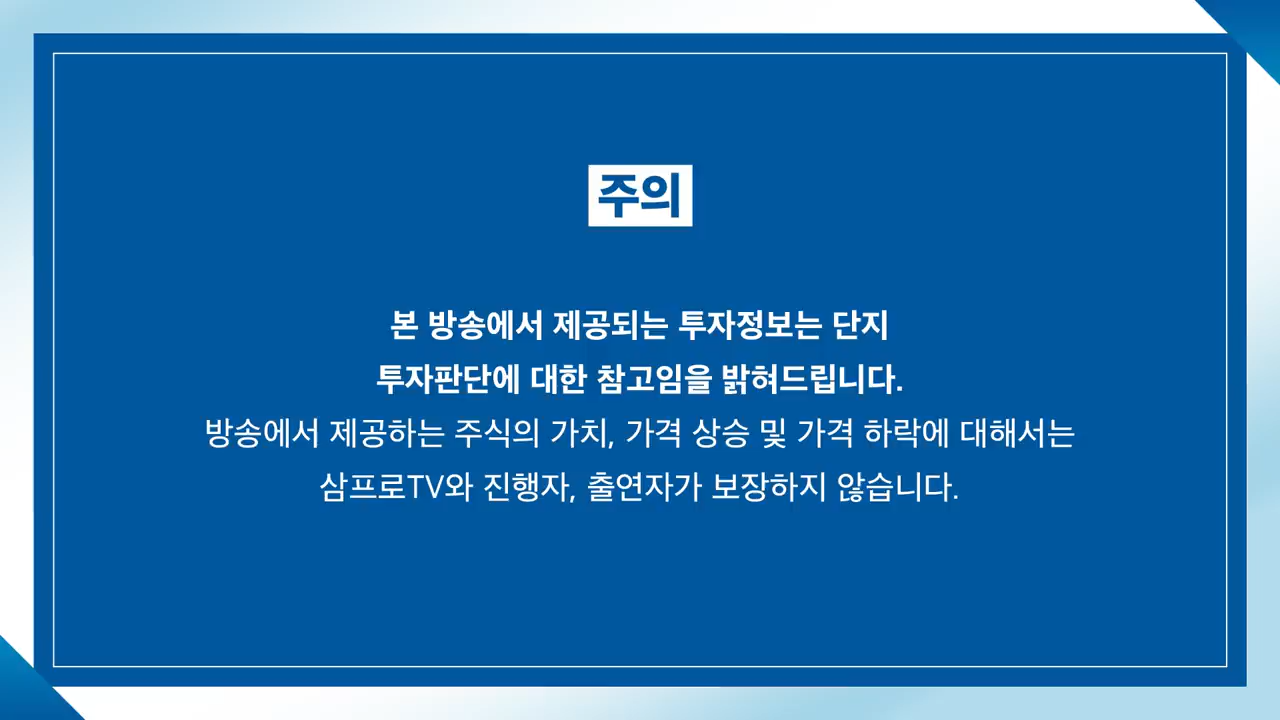 주의
본 방송에서 제공되는 투자정보는 단지
투자판단에 대한 참고임을 밝혀드립니다.
방송에서 제공하는 주식의 가치, 가격 상승 및 가격 하락에 대해서는
삼프로TV와 진행자, 출연자가 보장하지 않습니다.